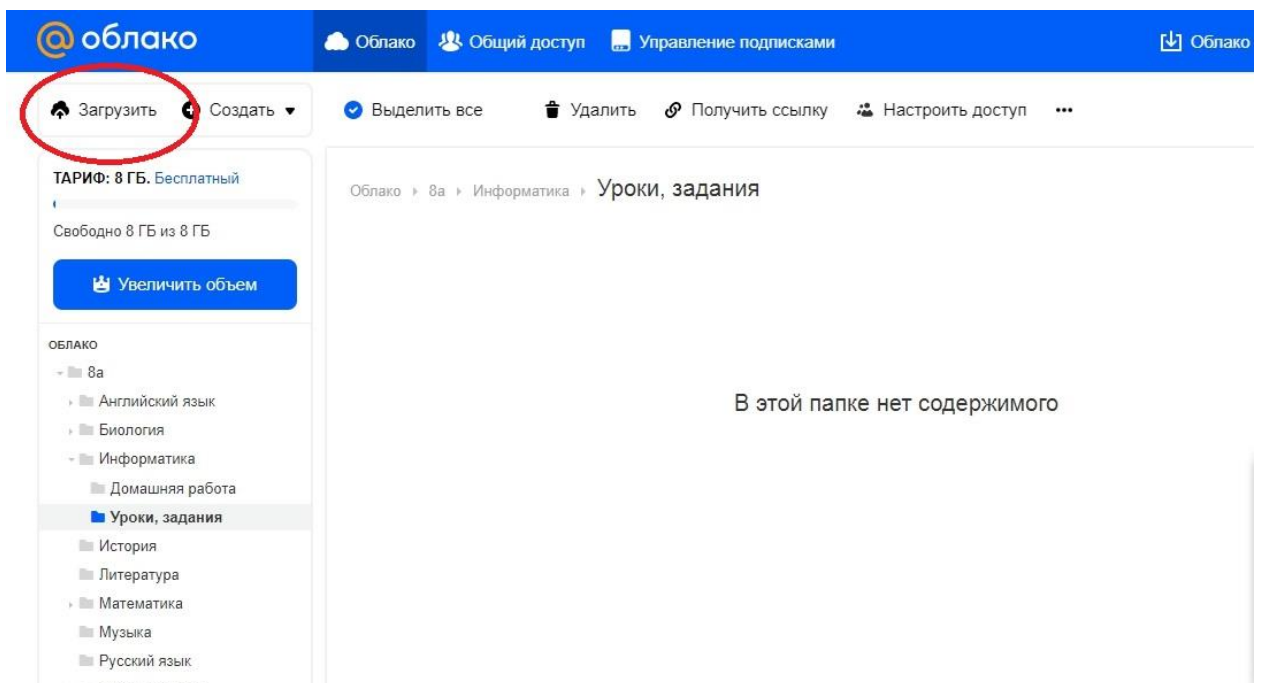 облако
Облако Общий доступ Управление подписками Облако
Загрузить Создать Выделить все Удалить Получить ссылку Настроить доступ •••
ТАРИФ: 8 ГБ. Бесплатный
Свободно 8 ГБ из 8 ГБ
Увеличить объем
ОБЛАКО
8а
Английский язык
Биология
Информатика
Домашняя работа
Уроки, задания
История
Литература
Математика
Музыка
Русский язык
Облако 8а Информатика Уроки, задания
В этой папке нет содержимого